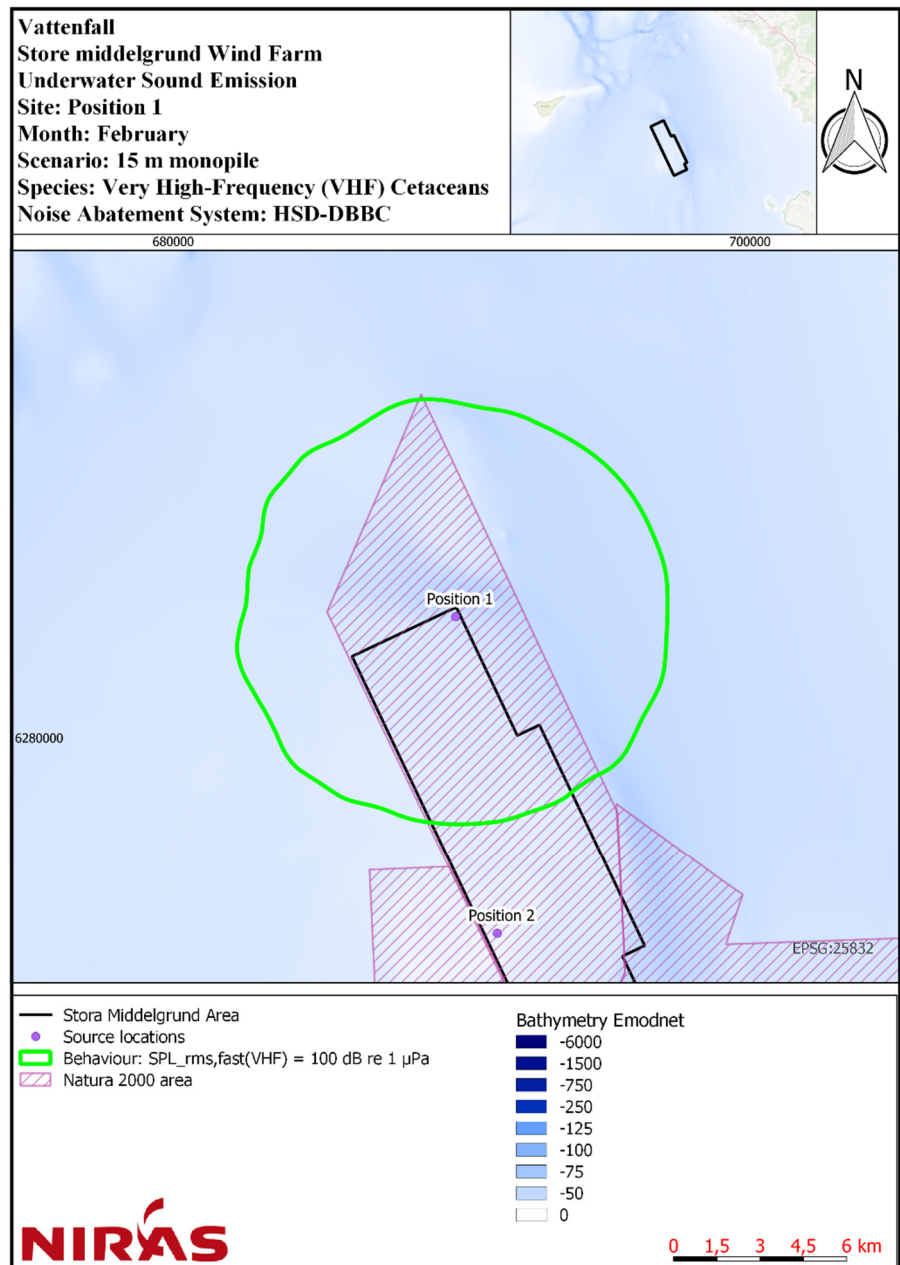 Vattenfall
Store middelgrund Wind Farm
Underwater Sound Emission
Site: Position 1
Month: February
Scenario: 15 m monopile
Species: Very High-Frequency (VHF) Cetaceans
Noise Abatement System: HSD-DBBC
N
680000 700000
Position 1
6280000
Position 2
EPSG:25832
Stora Middelgrund Area
Source locations
Behaviour: SPL_rms,fast(VHF) = 100 dB re 1 μPa
Natura 2000 area
Bathymetry Emodnet
-6000
-1500
-750
-250
-125
-100
-75
-50
0
NIRAS
0 1,5 3 4,5 6 km